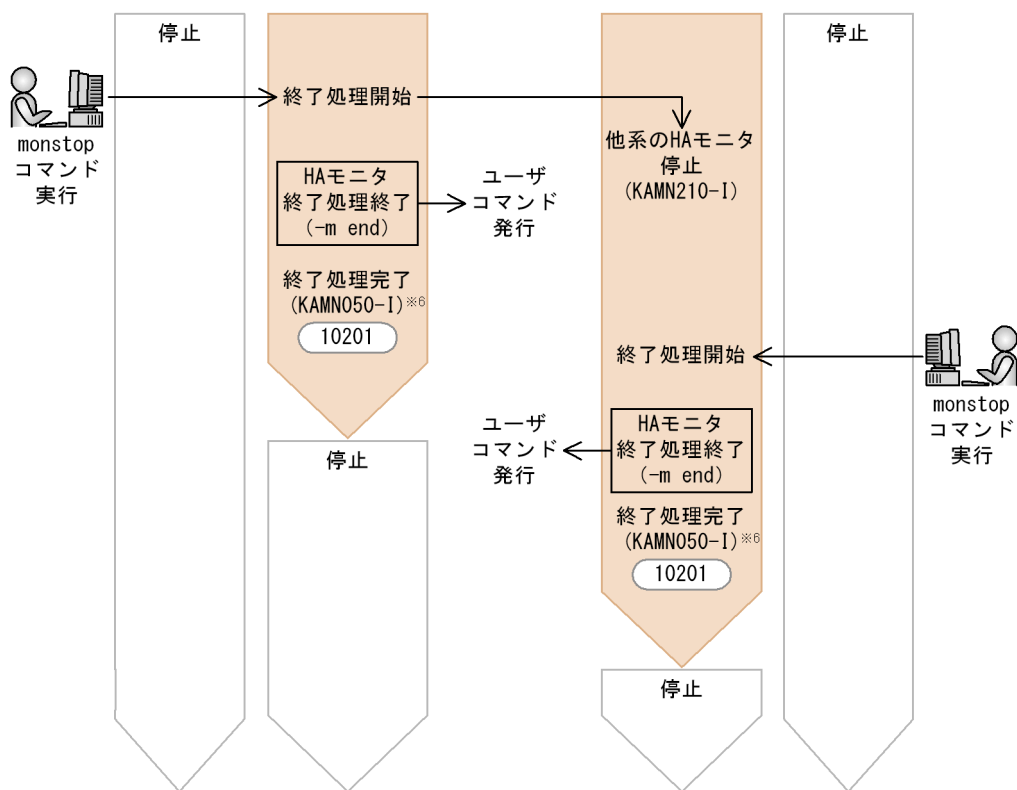 停止
停止
monstop
コマンド
実行
終了処理開始
他系のHAモニタ
停止
(KAMN210-I)
HAモニタ
終了処理終了
(-m end)
ユーザ
コマンド
発行
終了処理完了
(KAMN050-I)※6
10201
停止
終了処理開始
monstop
コマンド
実行
ユーザ
コマンド
発行
HAモニタ
終了処理終了
(-m end)
終了処理完了
(KAMN050-I)※6
10201
停止